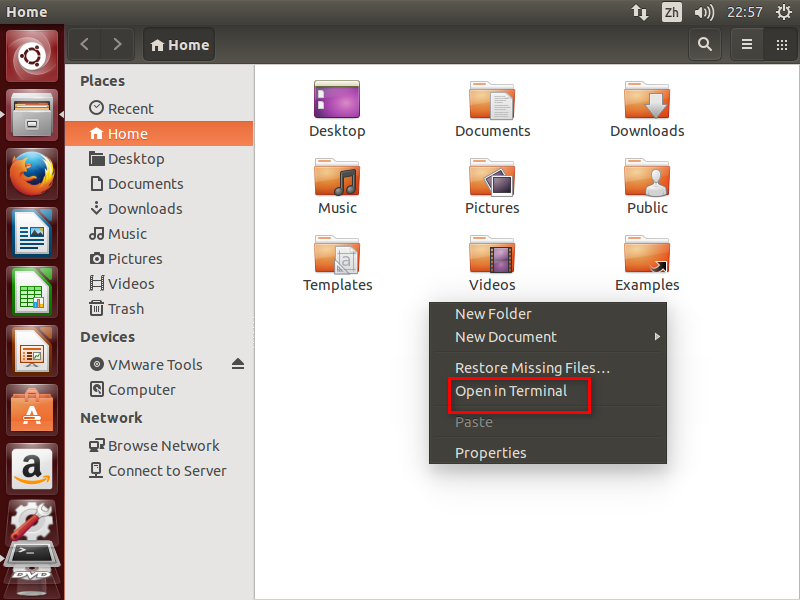 Home
Zh
22:57
Home
Places
Recent
Home
Desktop
Documents
Downloads
Music
Pictures
Videos
Trash
Devices
VMware Tools
Computer
Network
Browse Network
Connect to Server
Desktop
Documents
Downloads
Music
Pictures
Public
Templates
Videos
Examples
New Folder
New Document
Restore Missing Files…
Open in Terminal
Paste
Properties
A
a
>_
DVD